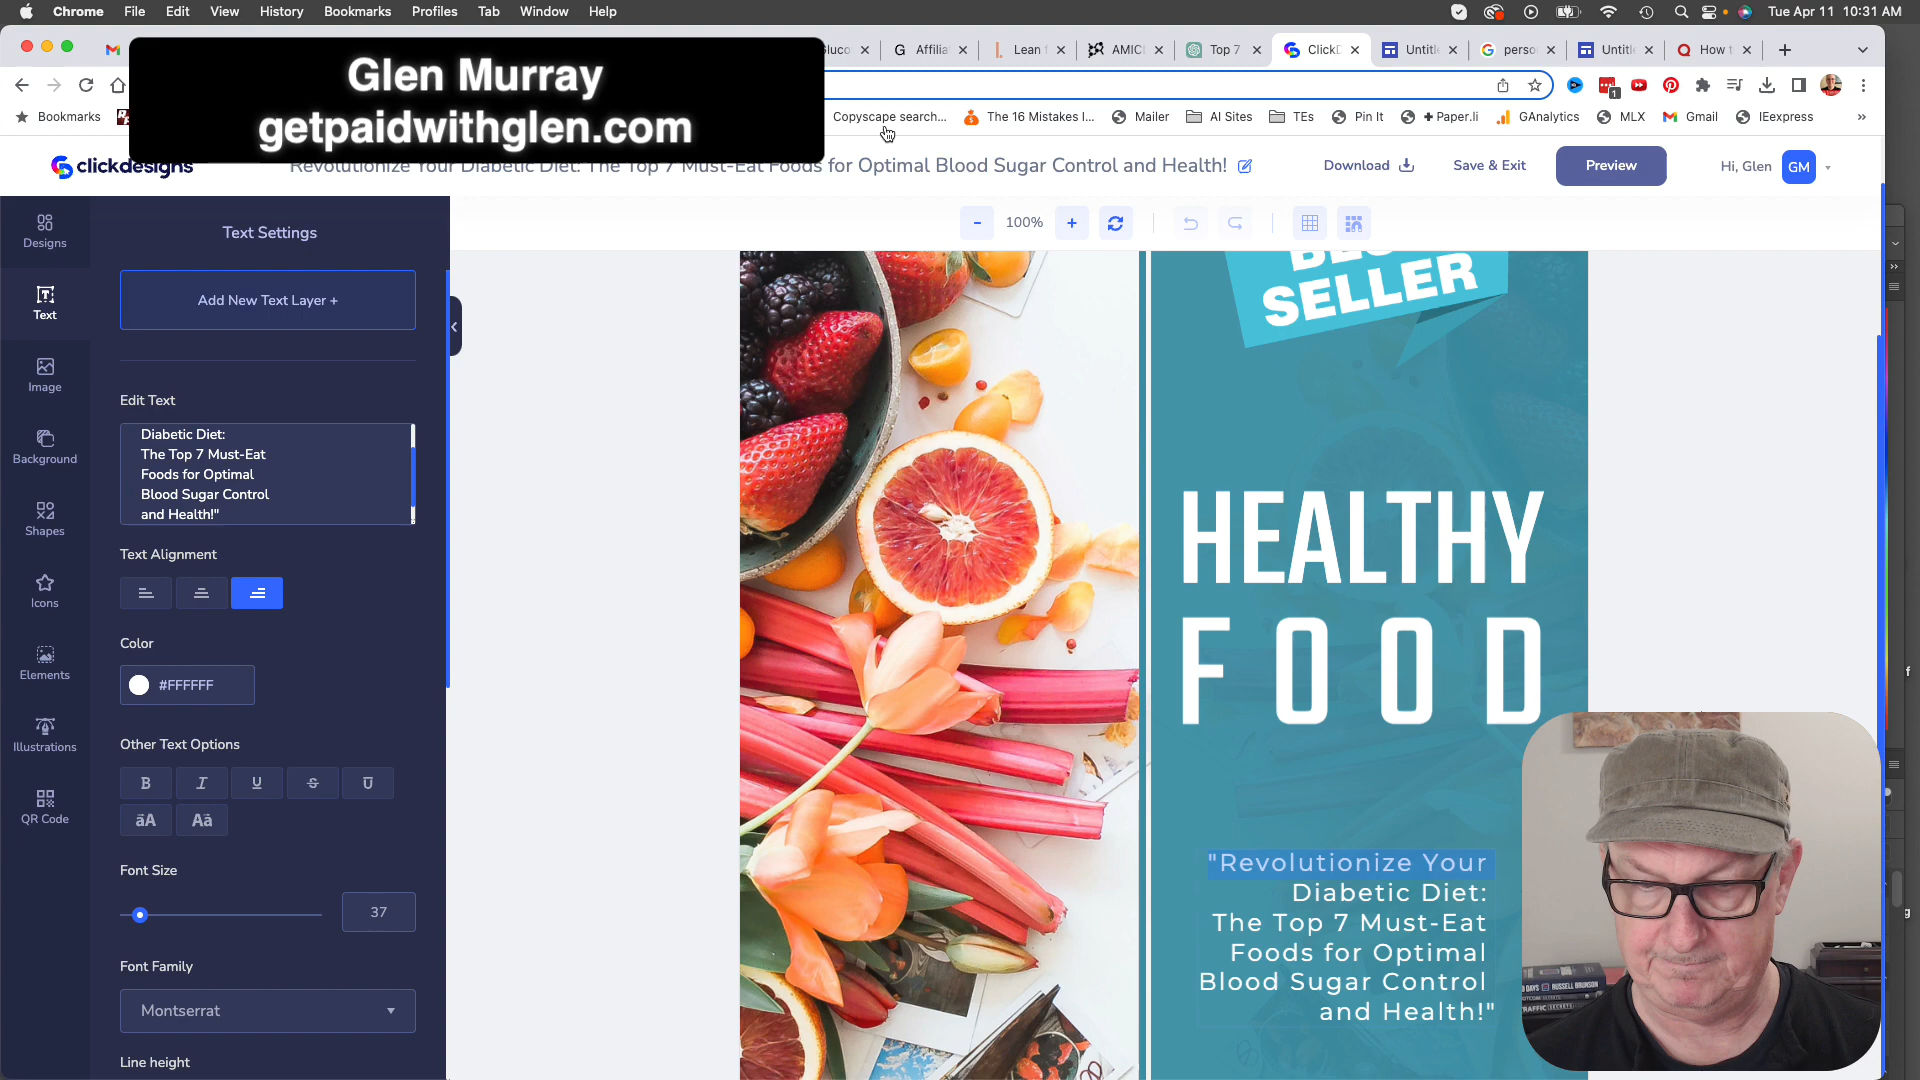 Chrome File Edit View History Bookmarks Profiles Tab Window Help
Tue Apr 11 10:31 AM
Gluco
Affilia
Lean f
AMICI
Top 7
ClickD
Untitl
perso
Untitl
How t
Glen Murray
getpaidwithglen.com
Bookmarks
Copyscape search...
The 16 Mistakes I...
Mailer
AI Sites
TEs
Pin It
+Paper.li
GAnalytics
MLX
Gmail
IEexpress
clickdesigns
Revolutionize Your Diabetic Diet: The Top 7 Must-Eat Foods for Optimal Blood Sugar Control and Health!
Download
Save & Exit
Preview
Hi, Glen
GM
Designs
Text
Image
Background
Shapes
Icons
Elements
Illustrations
QR Code
Text Settings
Add New Text Layer +
Edit Text
Diabetic Diet:
The Top 7 Must-Eat
Foods for Optimal
Blood Sugar Control
and Health!"
Text Alignment
Color
#FFFFFF
Other Text Options
B I U S U
aA Aa
Font Size
37
Font Family
Montserrat
Line height
- 100% +
BEST
SELLER
HEALTHY
FOOD
"Revolutionize Your
Diabetic Diet:
The Top 7 Must-Eat
Foods for Optimal
Blood Sugar Control
and Health!"
RUSSELL BRUNSON